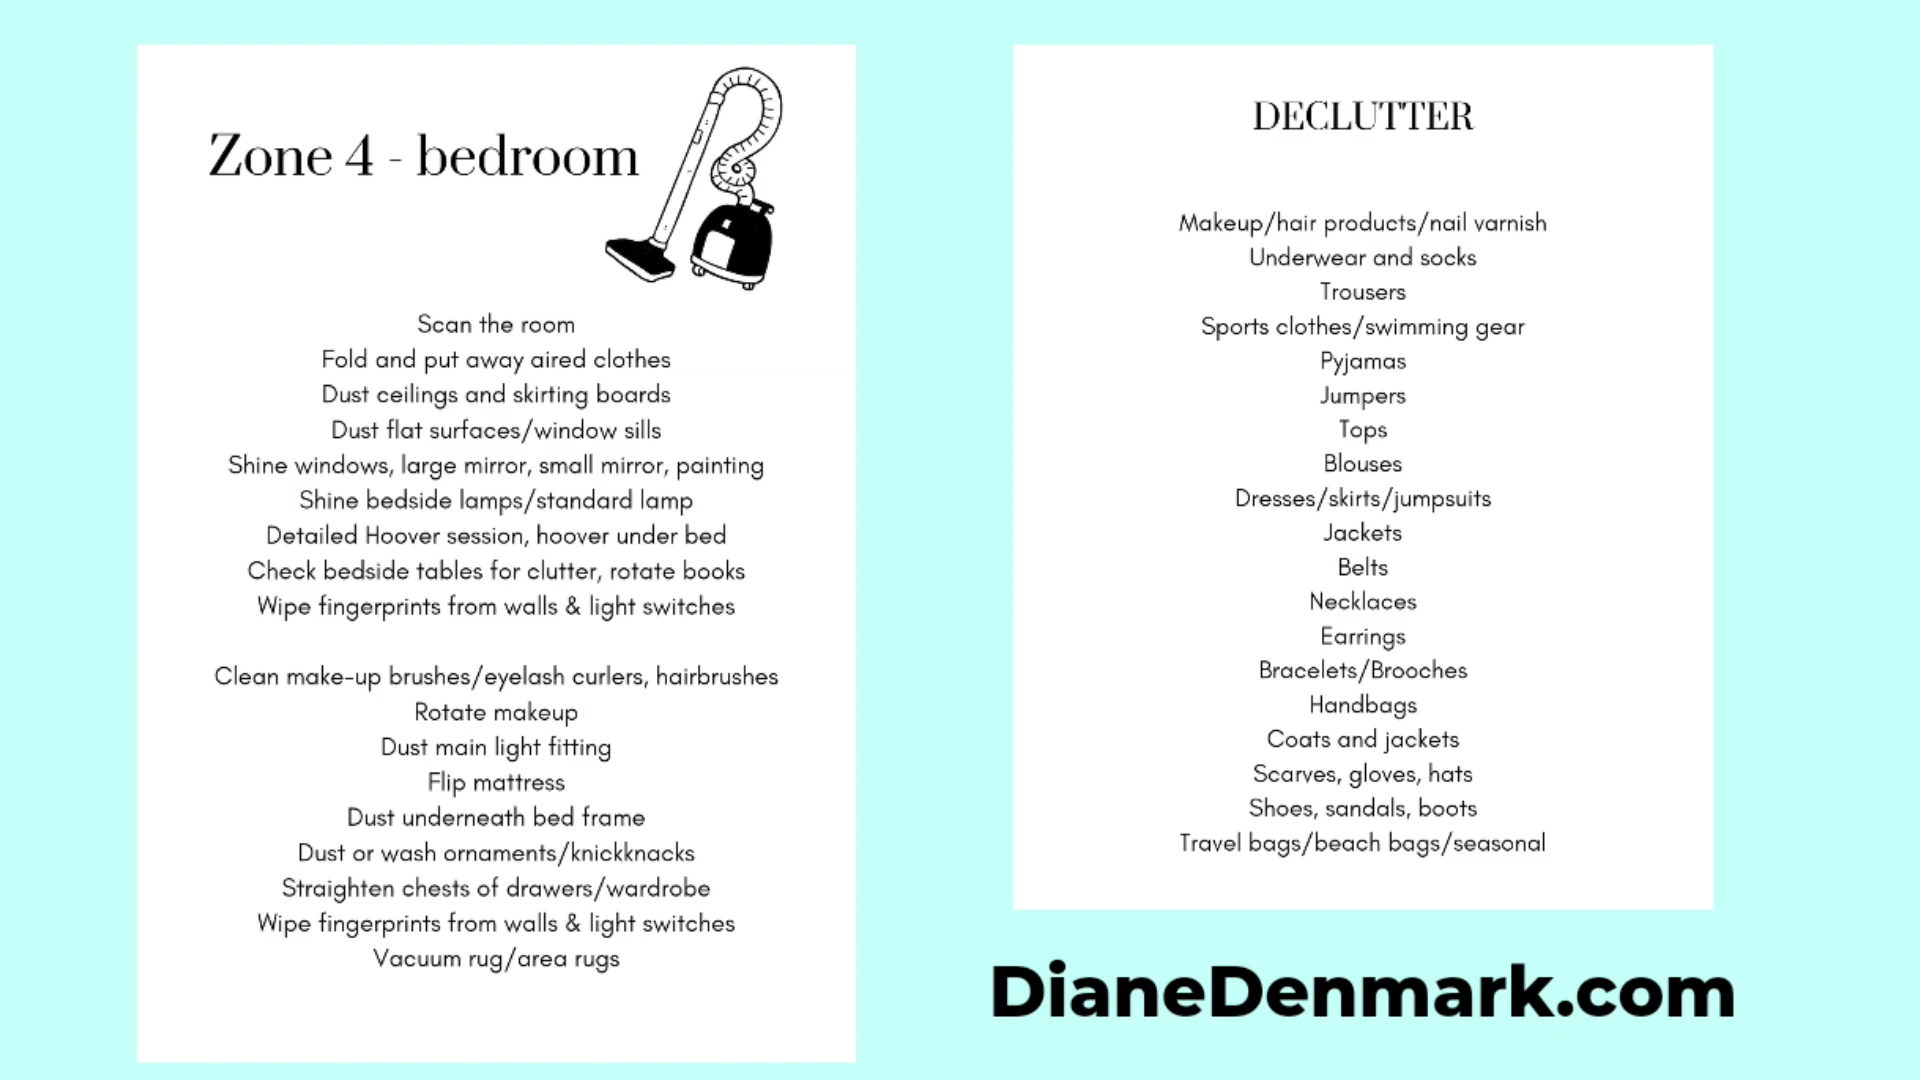 Zone 4 - bedroom
Scan the room
Fold and put away aired clothes
Dust ceilings and skirting boards
Dust flat surfaces/window sills
Shine windows, large mirror, small mirror, painting
Shine bedside lamps/standard lamp
Detailed Hoover session, hoover under bed
Check bedside tables for clutter, rotate books
Wipe fingerprints from walls & light switches
Clean make-up brushes/eyelash curlers, hairbrushes
Rotate makeup
Dust main light fitting
Flip mattress
Dust underneath bed frame
Dust or wash ornaments/knickknacks
Straighten chests of drawers/wardrobe
Wipe fingerprints from walls & light switches
Vacuum rug/area rugs
DECLUTTER
Makeup/hair products/nail varnish
Underwear and socks
Trousers
Sports clothes/swimming gear
Pyjamas
Jumpers
Tops
Blouses
Dresses/skirts/jumpsuits
Jackets
Belts
Necklaces
Earrings
Bracelets/Brooches
Handbags
Coats and jackets
Scarves, gloves, hats
Shoes, sandals, boots
Travel bags/beach bags/seasonal
DianeDenmark.com